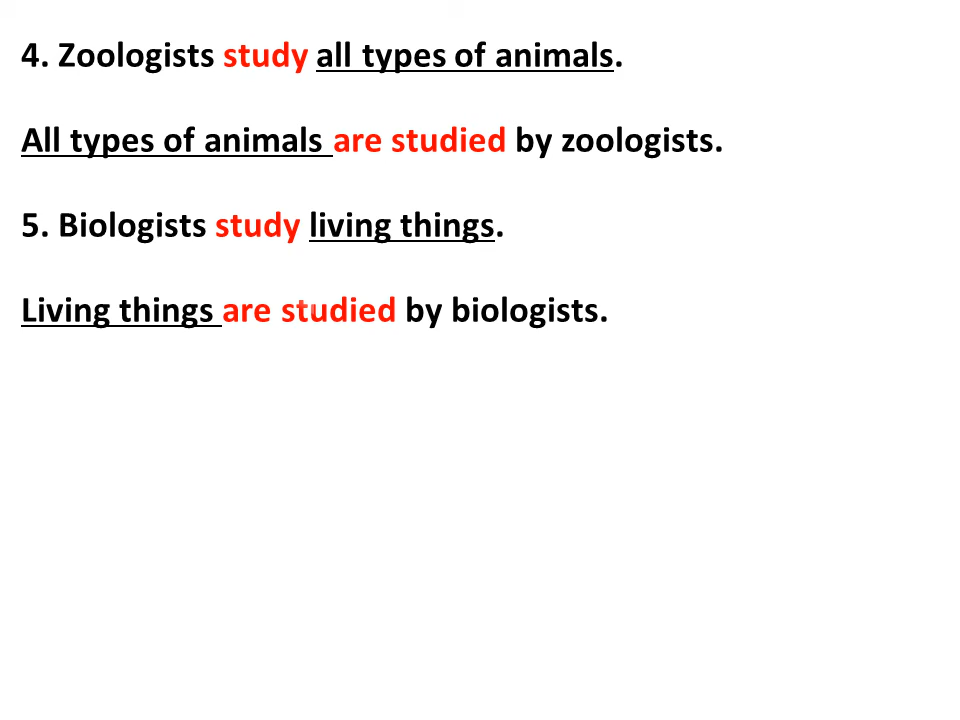 4. Zoologists study all types of animals.
All types of animals are studied by zoologists.
5. Biologists study living things.
Living things are studied by biologists.